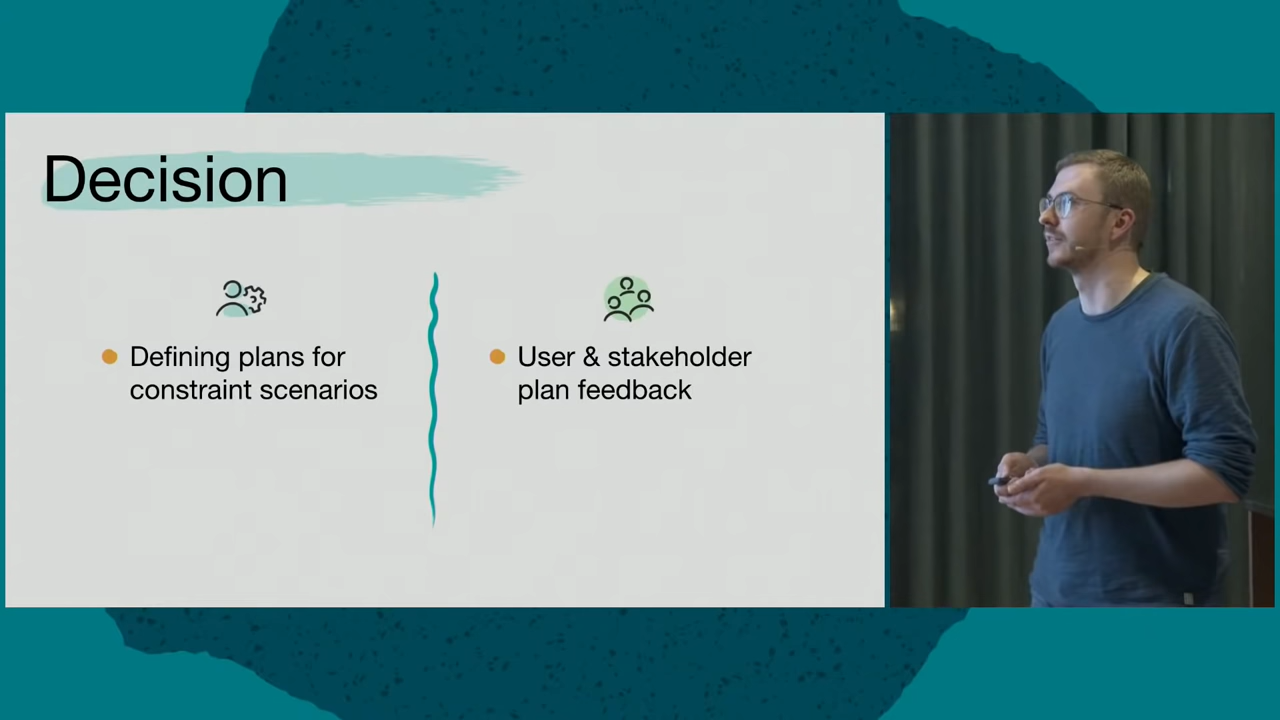 Decision
Defining plans for
constraint scenarios
User & stakeholder
plan feedback